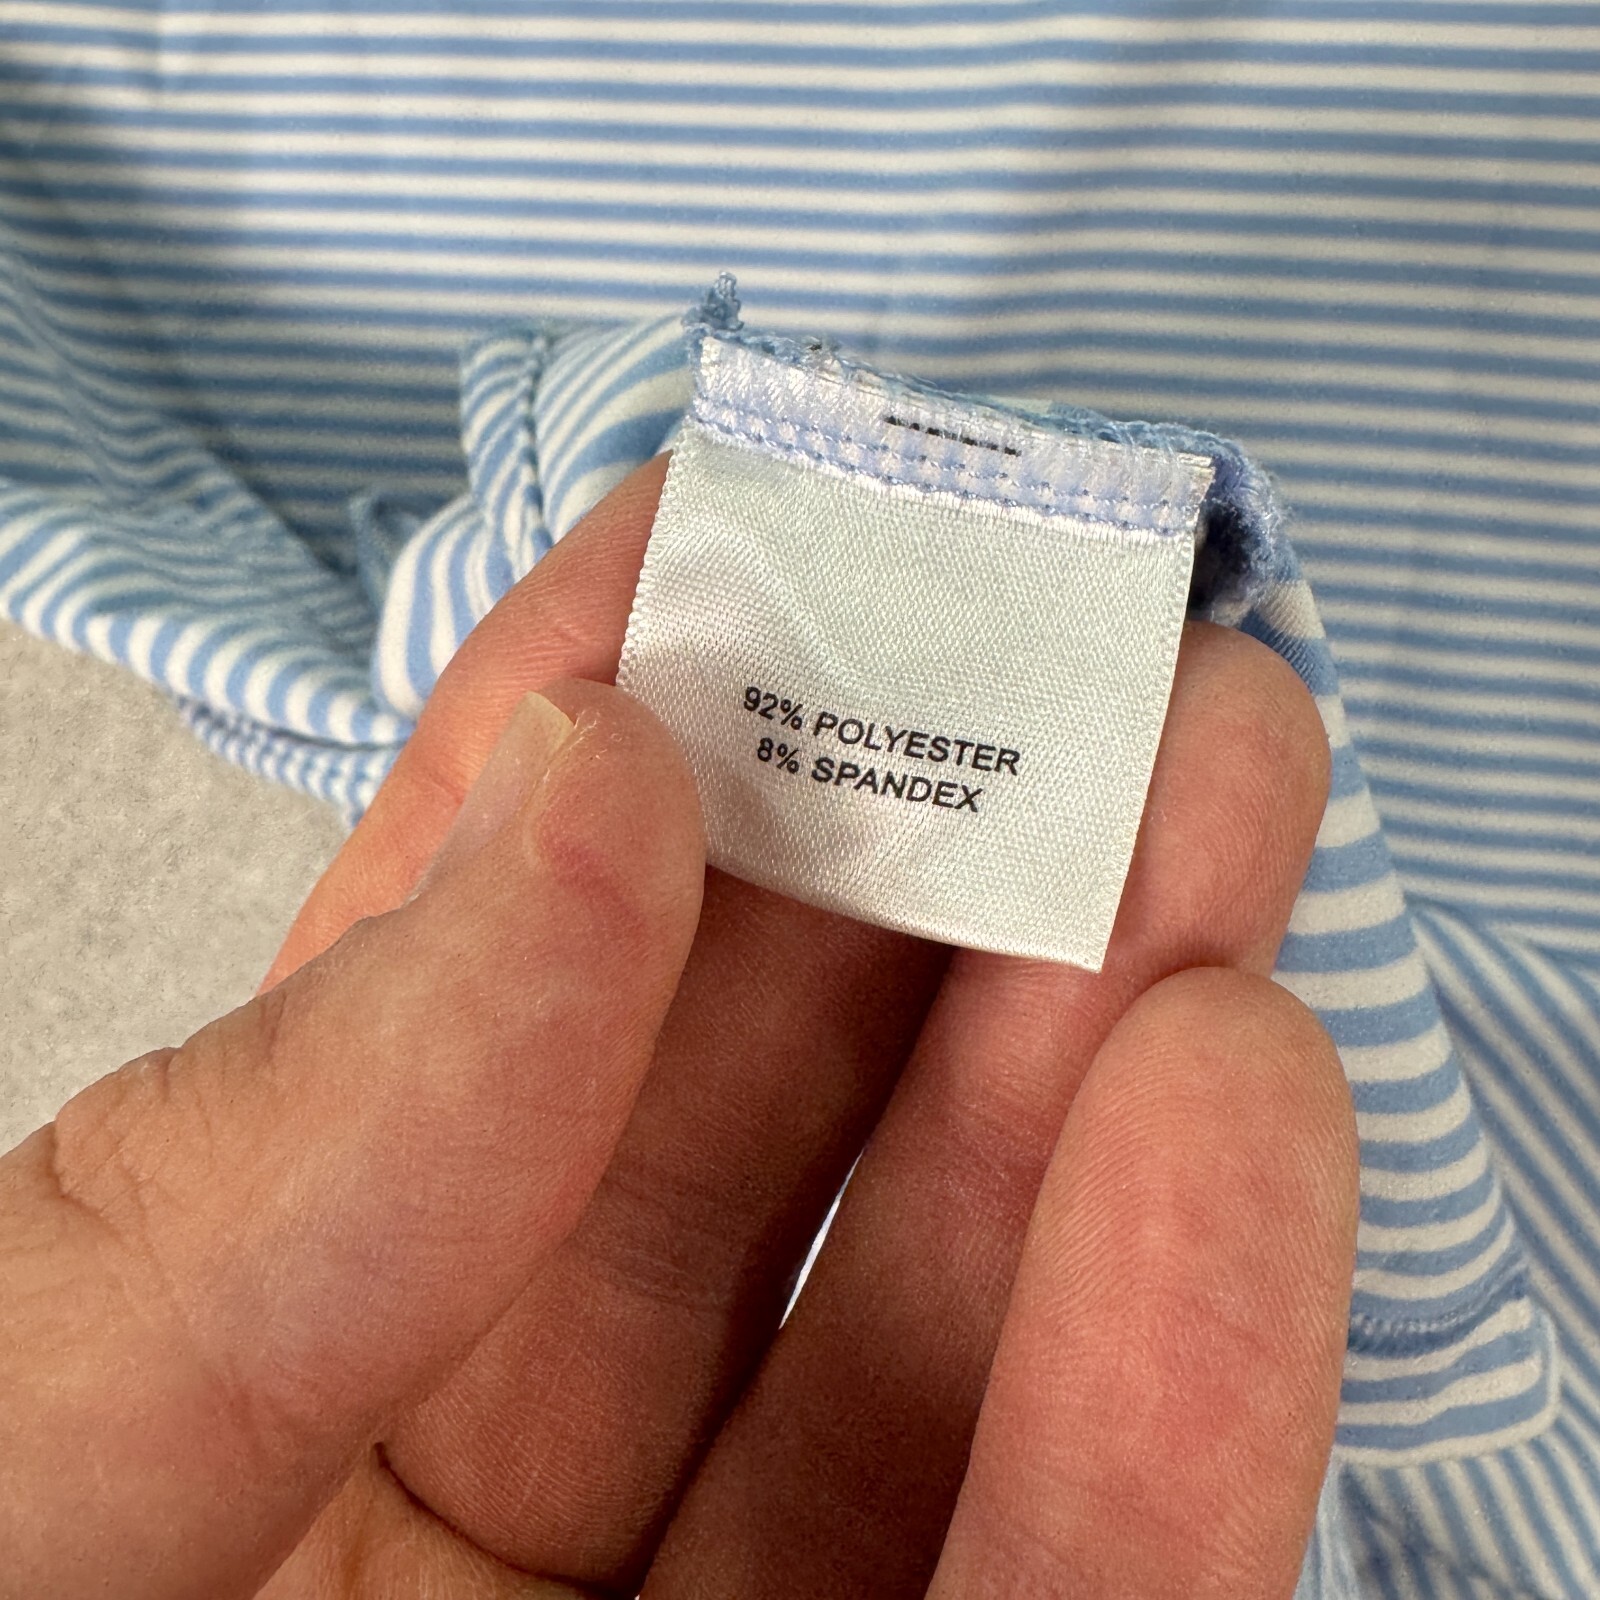 92% POLYESTER
8% SPANDEX